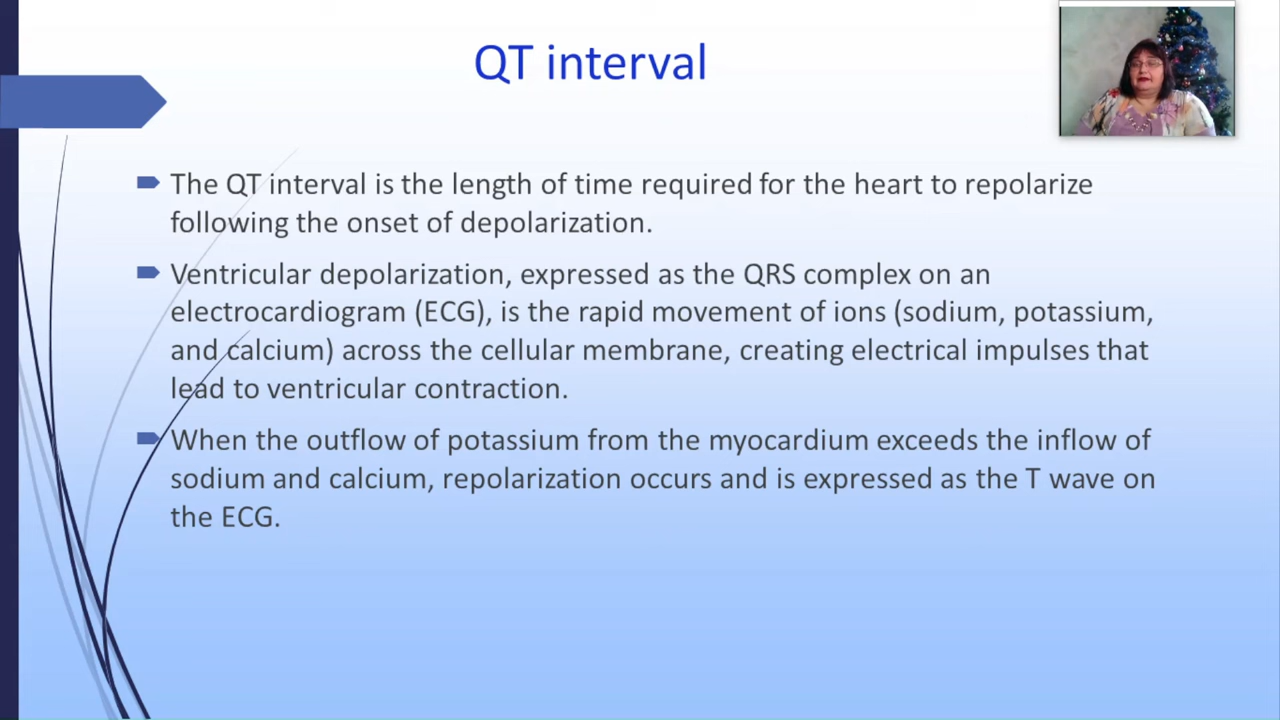 QT interval
The QT interval is the length of time required for the heart to repolarize
following the onset of depolarization.
Ventricular depolarization, expressed as the QRS complex on an
electrocardiogram (ECG), is the rapid movement of ions (sodium, potassium,
and calcium) across the cellular membrane, creating electrical impulses that
lead to ventricular contraction.
When the outflow of potassium from the myocardium exceeds the inflow of
sodium and calcium, repolarization occurs and is expressed as the T wave on
the ECG.